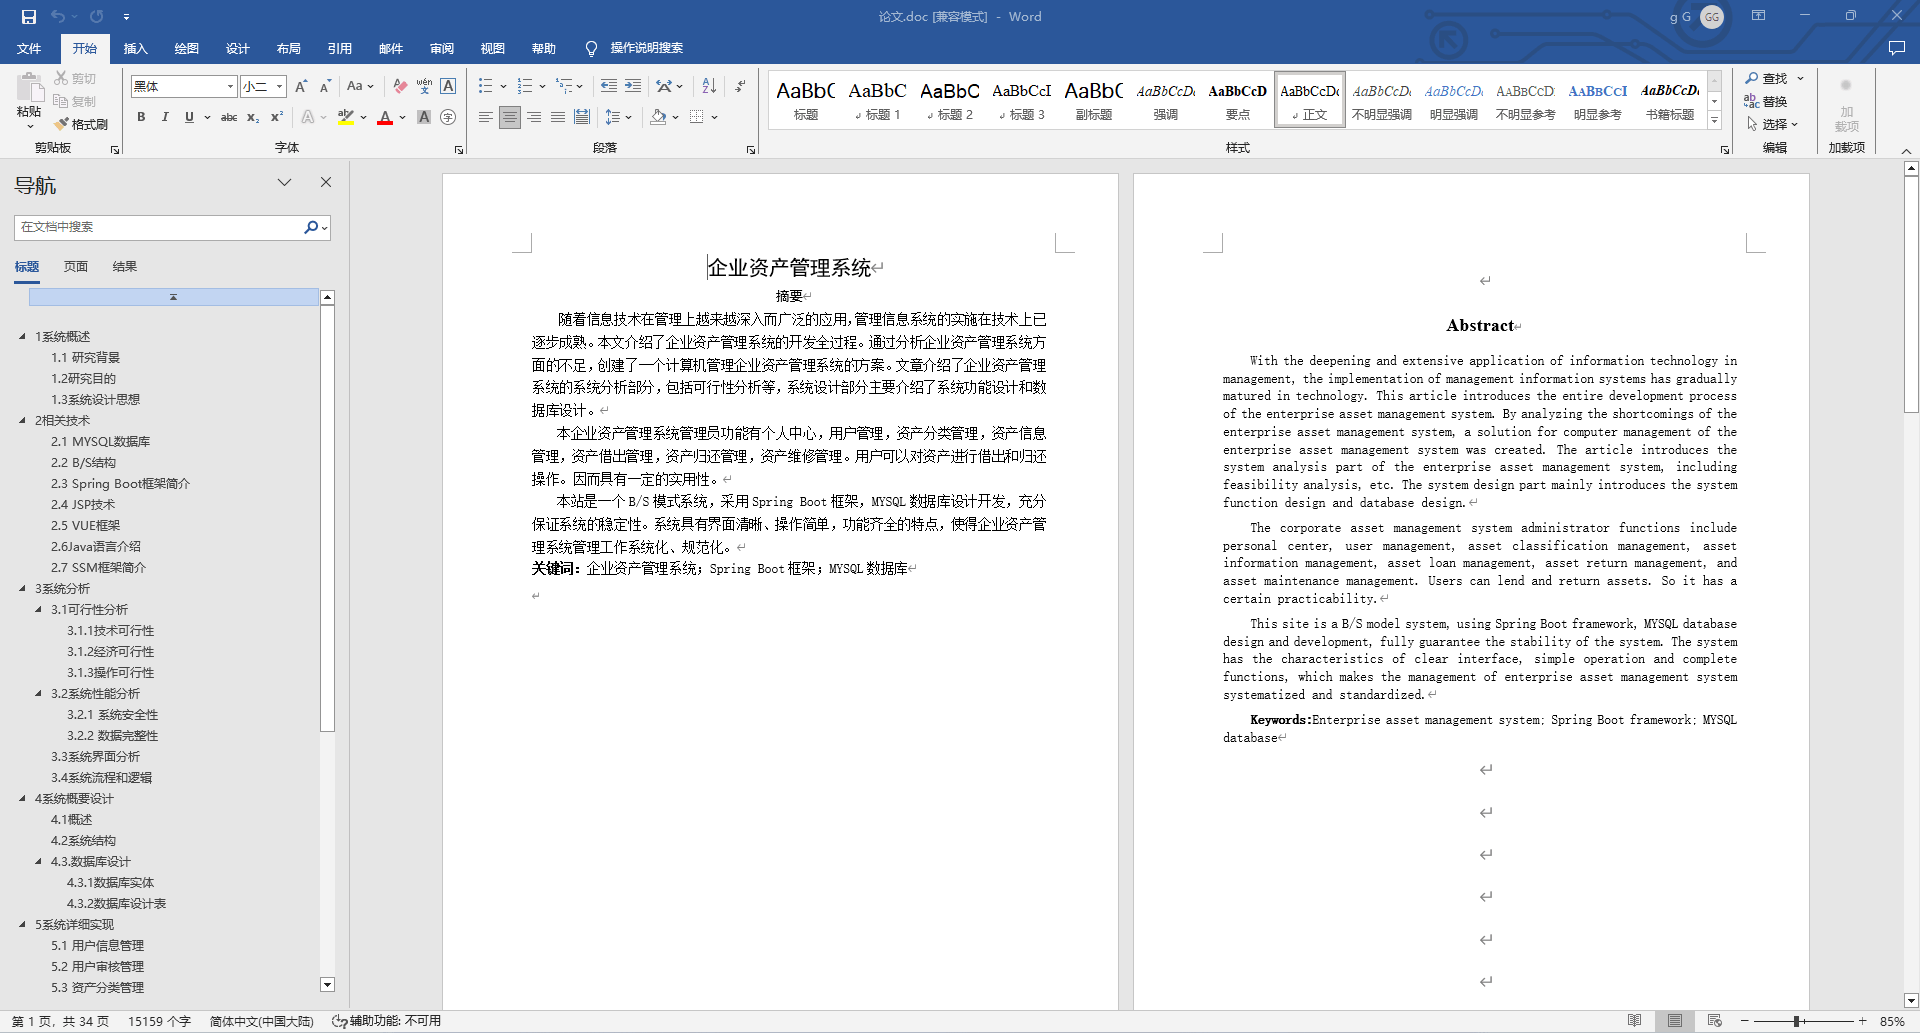 论文.doc [兼容模式] - Word
g G
GG
文件 开始 插入 绘图 设计 布局 引用 邮件 审阅 视图 帮助 操作说明搜索
粘贴
剪切
复制
格式刷
剪贴板
黑体
小二
字体
段落
AaBbC 标题
AaBbC 标题 1
AaBbC 标题 2
AaBbCcI 标题 3
AaBbC 副标题
AaBbCcDc 强调
AaBbCcD 要点
AaBbCcDc 正文
AaBbCcDc 不明显强调
AaBbCcDc 明显强调
AaBbCcD 不明显参考
AaBbCcI 明显参考
AaBbCcDc 书籍标题
样式
查找
替换
选择
编辑
加载项
加载项
导航
在文档中搜索
标题 页面 结果
1系统概述
1.1 研究背景
1.2研究目的
1.3系统设计思想
2相关技术
2.1 MYSQL数据库
2.2 B/S结构
2.3 Spring Boot框架简介
2.4 JSP技术
2.5 VUE框架
2.6Java语言介绍
2.7 SSM框架简介
3系统分析
3.1可行性分析
3.1.1技术可行性
3.1.2经济可行性
3.1.3操作可行性
3.2系统性能分析
3.2.1 系统安全性
3.2.2 数据完整性
3.3系统界面分析
3.4系统流程和逻辑
4系统概要设计
4.1概述
4.2系统结构
4.3.数据库设计
4.3.1数据库实体
4.3.2数据库设计表
5系统详细实现
5.1 用户信息管理
5.2 用户审核管理
5.3 资产分类管理
企业资产管理系统
摘要
随着信息技术在管理上越来越深入而广泛的应用,管理信息系统的实施在技术上已
逐步成熟。本文介绍了企业资产管理系统的开发全过程。通过分析企业资产管理系统方
面的不足，创建了一个计算机管理企业资产管理系统的方案。文章介绍了企业资产管理
系统的系统分析部分，包括可行性分析等，系统设计部分主要介绍了系统功能设计和数
据库设计。
本企业资产管理系统管理员功能有个人中心，用户管理，资产分类管理，资产信息
管理，资产借出管理，资产归还管理，资产维修管理。用户可以对资产进行借出和归还
操作。因而具有一定的实用性。
本站是一个 B/S 模式系统，采用 Spring Boot 框架，MYSQL 数据库设计开发，充分
保证系统的稳定性。系统具有界面清晰、操作简单，功能齐全的特点，使得企业资产管
理系统管理工作系统化、规范化。
关键词：企业资产管理系统；Spring Boot 框架；MYSQL 数据库
Abstract
With the deepening and extensive application of information technology in
management, the implementation of management information systems has gradually
matured in technology. This article introduces the entire development process
of the enterprise asset management system. By analyzing the shortcomings of the
enterprise asset management system, a solution for computer management of the
enterprise asset management system was created. The article introduces the
system analysis part of the enterprise asset management system, including
feasibility analysis, etc. The system design part mainly introduces the system
function design and database design.
The corporate asset management system administrator functions include
personal center, user management, asset classification management, asset
information management, asset loan management, asset return management, and
asset maintenance management. Users can lend and return assets. So it has a
certain practicability.
This site is a B/S model system, using Spring Boot framework, MYSQL database
design and development, fully guarantee the stability of the system. The system
has the characteristics of clear interface, simple operation and complete
functions, which makes the management of enterprise asset management system
systematized and standardized.
Keywords:Enterprise asset management system; Spring Boot framework; MYSQL
database
第 1 页，共 34 页 15159 个字 简体中文(中国大陆) 辅助功能: 不可用 85%